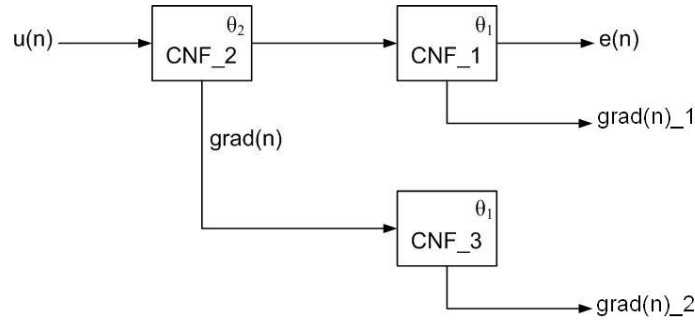 u(n)
θ₂
CNF_2
θ₁
CNF_1
e(n)
grad(n)_1
grad(n)
θ₁
CNF_3
grad(n)_2